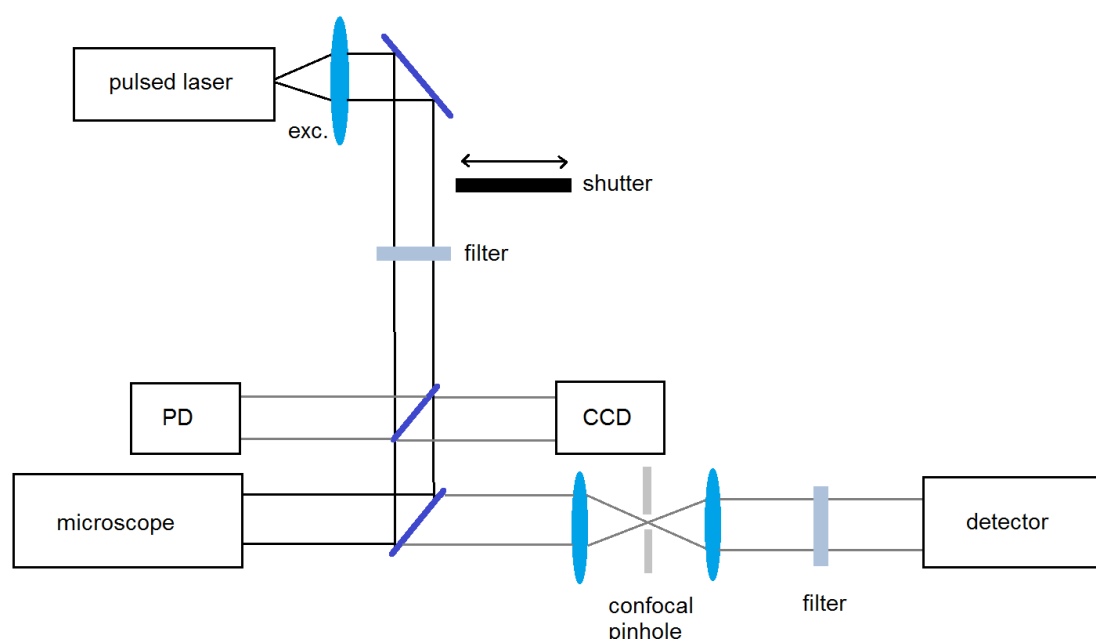 pulsed laser
exc.
shutter
filter
PD
CCD
microscope
detector
confocal
pinhole
filter